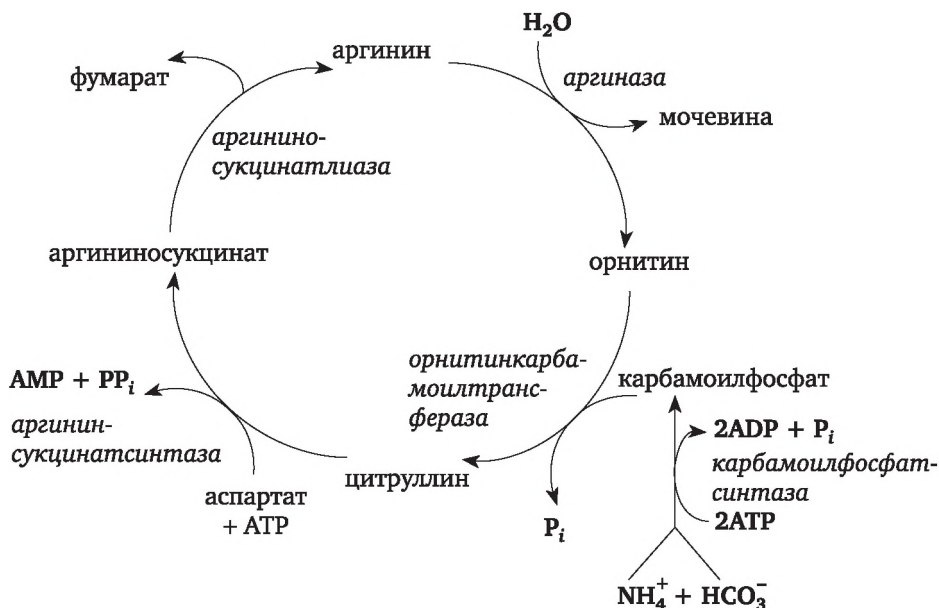 H₂O
аргинин
фумарат
аргиназа
мочевина
аргинино-
сукцинатлиаза
аргининосукцинат
орнитин
орнитинкарба-
моилтранс-
фераза
карбамоилфосфат
AMP + PPᵢ
2ADP + Pᵢ
аргинин-
сукцинатсинтаза
карбамоилфосфат-
синтаза
цитруллин
аспартат
+ АТР
2ATP
Pᵢ
NH₄⁺ + HCO₃⁻